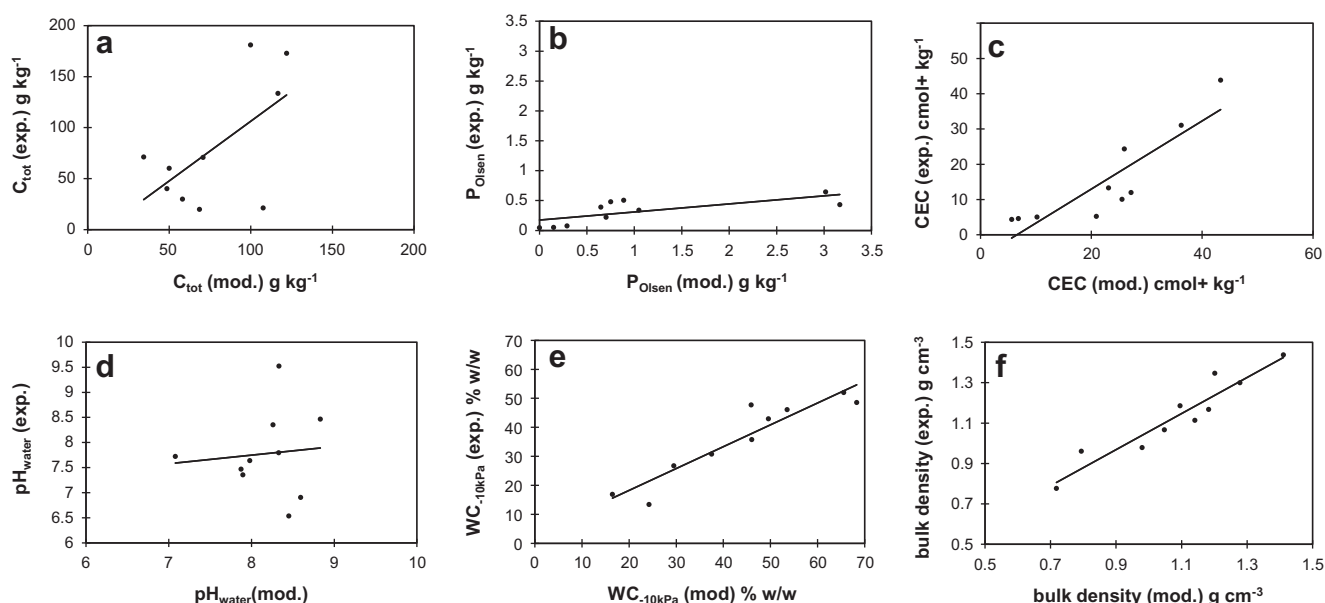 a
200
150
100
50
0
0 50 100 150 200
C_tot (exp.) g kg⁻¹
C_tot (mod.) g kg⁻¹
b
3.5
3
2.5
2
1.5
1
0.5
0
0 0.5 1 1.5 2 2.5 3 3.5
P_Olsen (exp.) g kg⁻¹
P_Olsen (mod.) g kg⁻¹
c
50
40
30
20
10
0
0 20 40 60
CEC (exp.) cmol+ kg⁻¹
CEC (mod.) cmol+ kg⁻¹
d
10
9.5
9
8.5
8
7.5
7
6.5
6
6 7 8 9 10
pH_water (exp.)
pH_water(mod.)
e
70
60
50
40
30
20
10
0
0 10 20 30 40 50 60 70
WC_-10kPa (exp.) % w/w
WC_-10kPa (mod) % w/w
f
1.5
1.3
1.1
0.9
0.7
0.5
0.5 0.7 0.9 1.1 1.3 1.5
bulk density (exp.) g cm⁻³
bulk density (mod.) g cm⁻³